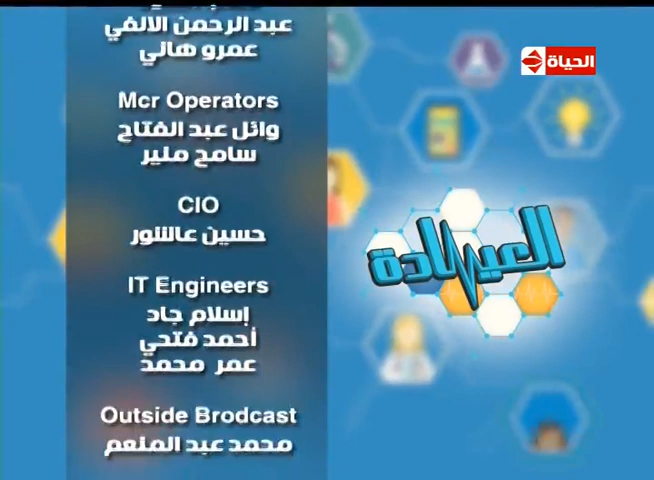 عبد الرحمن الالفي
عمرو هاني
Mcr Operators
وائل عبد الفتاح
سامح منير
CIO
حسين عاشور
IT Engineers
إسلام جاد
أحمد فتحي
عمر محمد
Outside Brodcast
محمد عبد المنعم
الحياة
العيادة